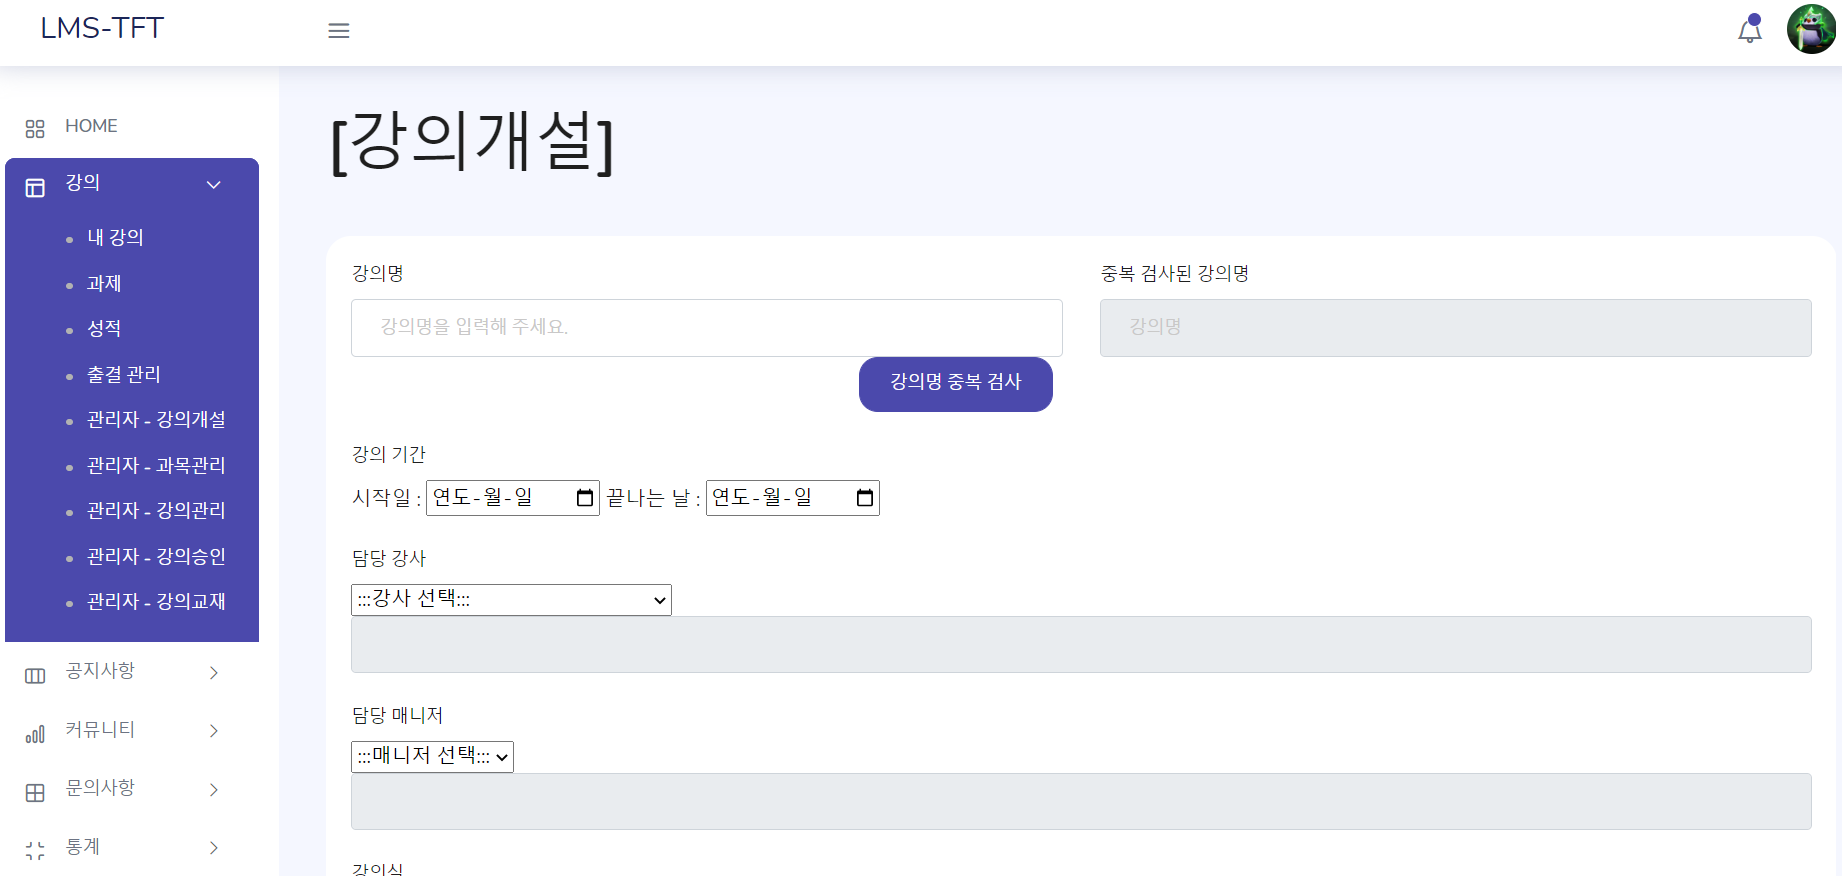 LMS-TFT
HOME
강의
내 강의
과제
성적
출결 관리
관리자 - 강의개설
관리자 - 과목관리
관리자 - 강의관리
관리자 - 강의승인
관리자 - 강의교재
공지사항
커뮤니티
문의사항
통계
[강의개설]
강의명
강의명을 입력해 주세요.
중복 검사된 강의명
강의명
강의명 중복 검사
강의 기간
시작일 : 연도-월-일 끝나는 날 : 연도-월-일
담당 강사
:::강사 선택:::
담당 매니저
:::매니저 선택:::
강의실